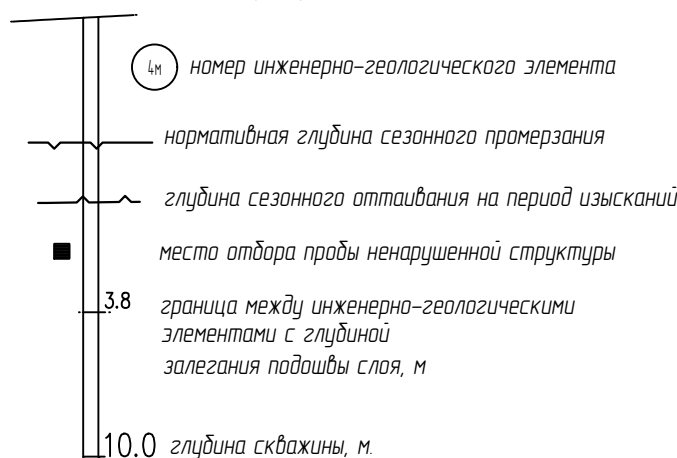 4м номер инженерно-геологического элемента
нормативная глубина сезонного промерзания
глубина сезонного оттаивания на период изысканий
место отбора пробы ненарушенной структуры
3.8 граница между инженерно-геологическими
элементами с глубиной
залегания подошвы слоя, м
10.0 глубина скважины, м.